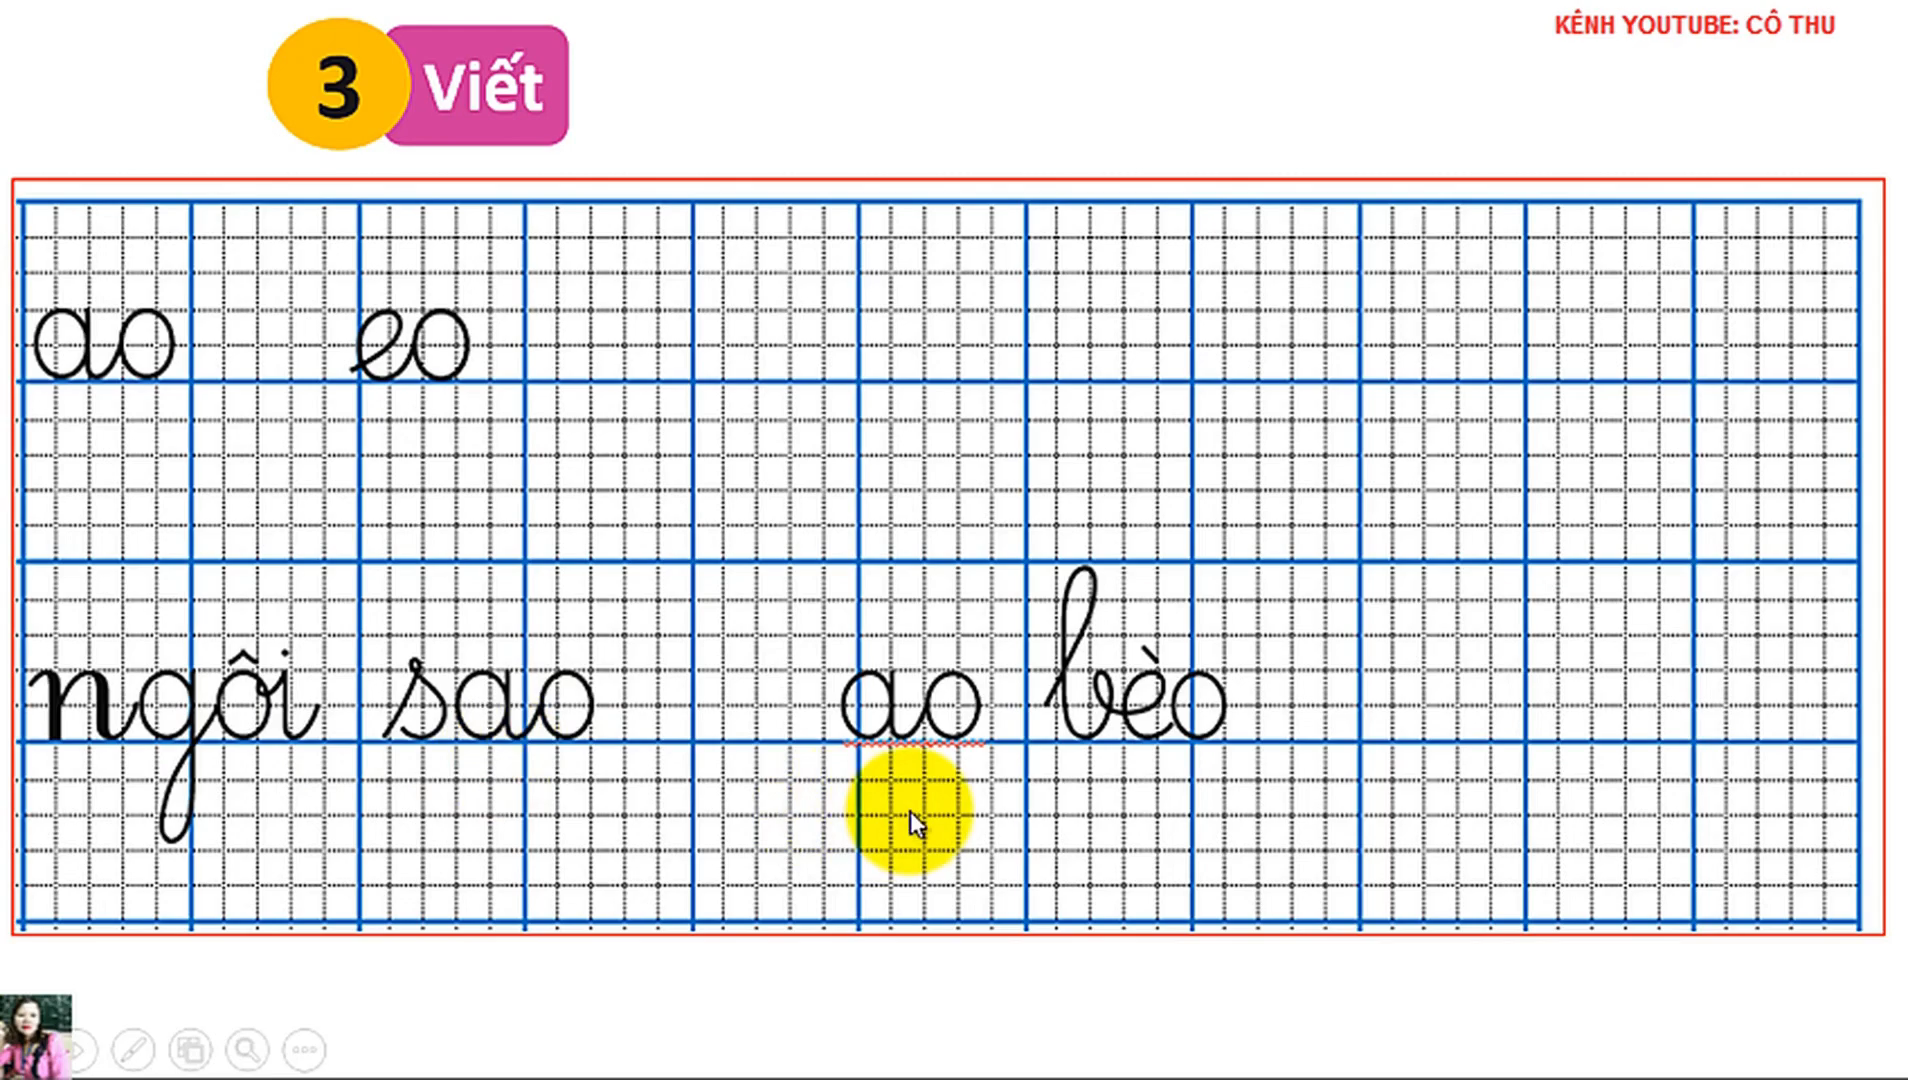 KÊNH YOUTUBE: CÔ THU
3 Viết
ao eo
ngôi sao ao bèo